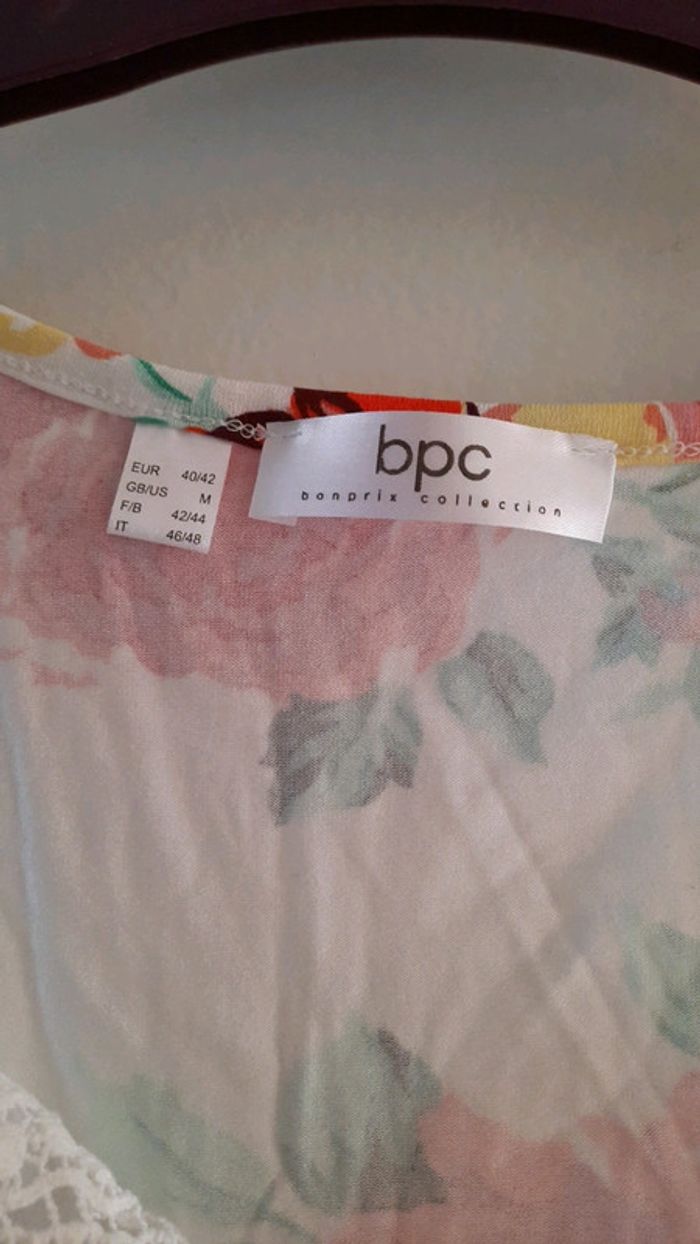 EUR 40/42
GB/US M
F/B 42/44
IT 46/48
bpc
bonprix collection